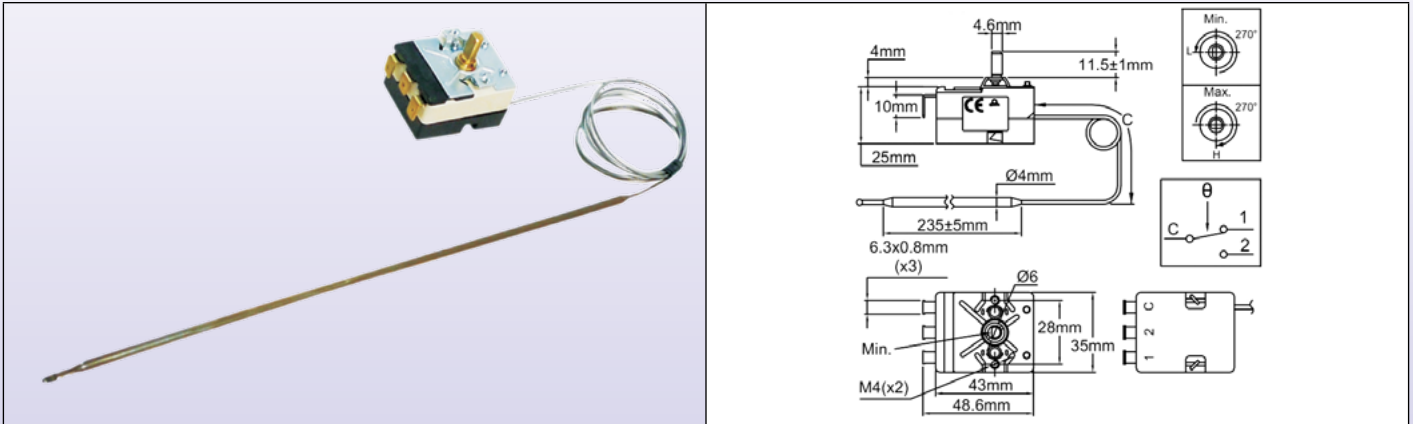 4.6mm
4mm
11.5±1mm
10mm
CE
C
25mm
Ø4mm
235±5mm
6.3x0.8mm
(x3)
Ø6
Min.
28mm
35mm
M4(x2)
43mm
48.6mm
Min.
270°
L
Max.
270°
H
θ
C
1
2
C
2
1